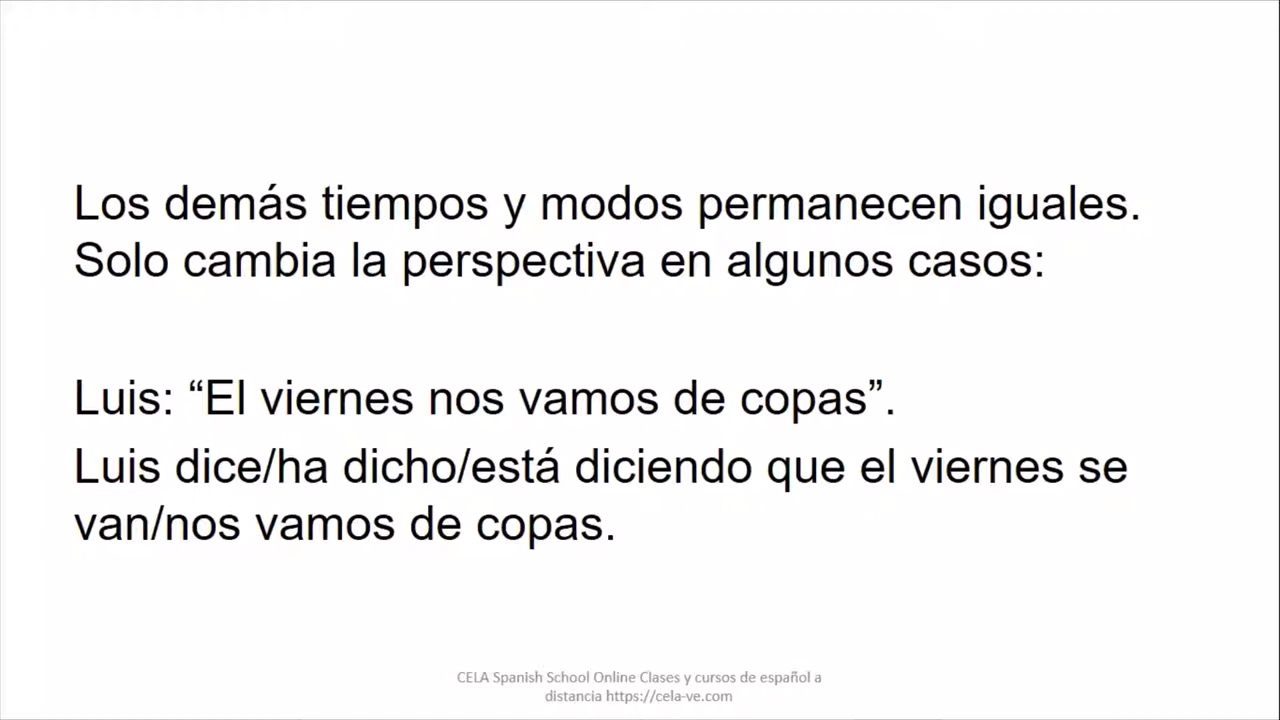 Los demás tiempos y modos permanecen iguales.
Solo cambia la perspectiva en algunos casos:
Luis: “El viernes nos vamos de copas”.
Luis dice/ha dicho/está diciendo que el viernes se
van/nos vamos de copas.
CELA Spanish School Online Clases y cursos de español a
distancia https://cela-ve.com